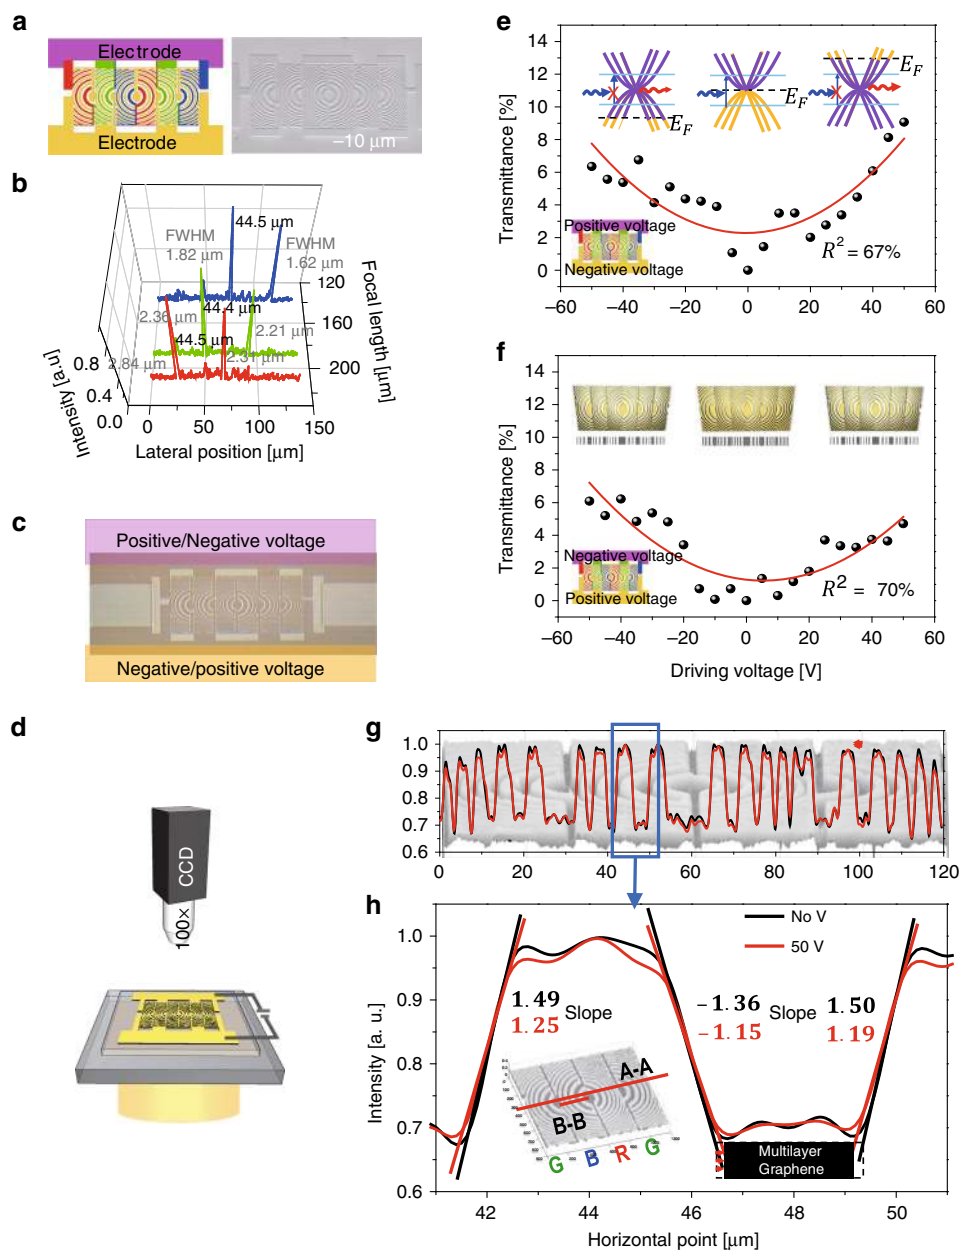 a
Electrode
Electrode
–10 μm
b
44.5 μm
FWHM
1.82 μm
FWHM
1.62 μm
120
160
200
Focal length [μm]
2.36 μm
44.4 μm
2.21 μm
44.5 μm
2.84 μm
2.31 μm
0.8
0.4
0.0
Intensity [a.u]
0 50 100 150
Lateral position [μm]
c
Positive/Negative voltage
Negative/positive voltage
d
CCD
100×
e
14
12
10
8
6
4
2
0
Transmittance [%]
E_F
E_F
E_F
Positive voltage
Negative voltage
R² = 67%
−60 −40 −20 0 20 40 60
f
14
12
10
8
6
4
2
0
Transmittance [%]
Negative voltage
Positive voltage
R² = 70%
−60 −40 −20 0 20 40 60
Driving voltage [V]
g
1.0
0.9
0.8
0.7
0.6
0 20 40 60 80 100 120
h
No V
50 V
1.0
0.9
0.8
0.7
0.6
Intensity [a. u.]
1.49
Slope
1.25
−1.36
Slope
−1.15
1.50
1.19
A-A
B-B
G B R G
Multilayer
Graphene
42 44 46 48 50
Horizontal point [μm]